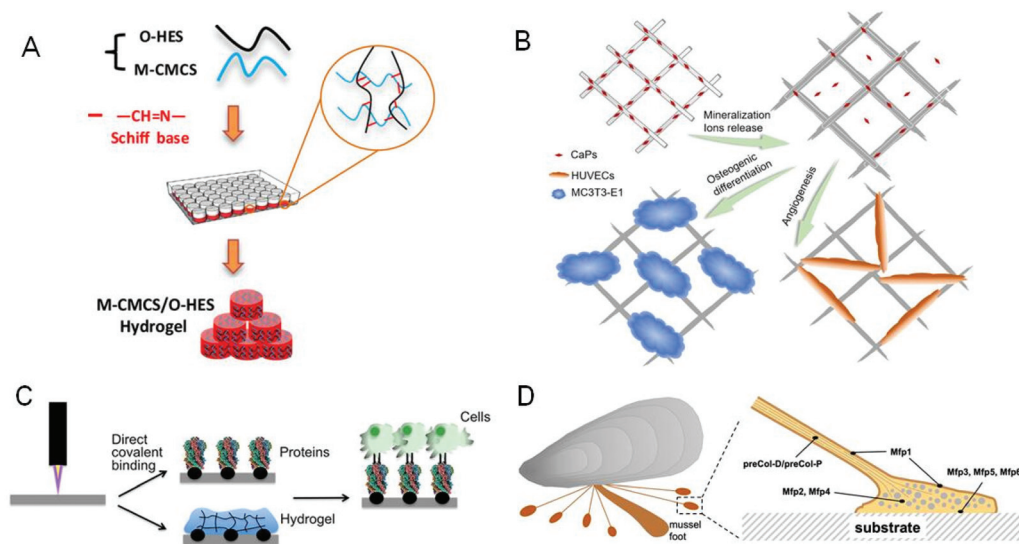 A
O-HES
M-CMCS
—CH=N—
Schiff base
M-CMCS/O-HES
Hydrogel
B
Mineralization
Ions release
CaPs
HUVECs
MC3T3-E1
Osteogenic
differentiation
Angiogenesis
C
Direct
covalent
binding
Proteins
Hydrogel
Cells
D
mussel
foot
preCol-D/preCol-P
Mfp1
Mfp3, Mfp5, Mfp6
Mfp2, Mfp4
substrate